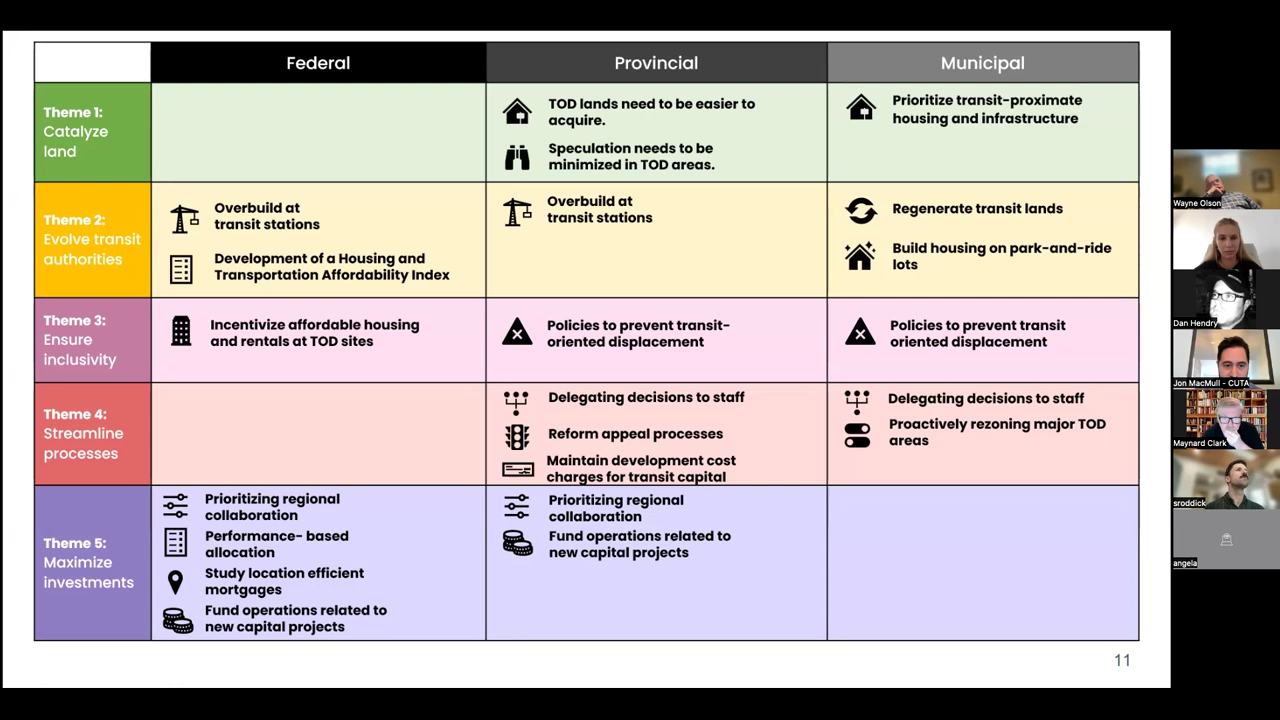 Federal
Provincial
Municipal
Theme 1:
Catalyze
land
TOD lands need to be easier to
acquire.
Speculation needs to be
minimized in TOD areas.
Prioritize transit-proximate
housing and infrastructure
Theme 2:
Evolve transit
authorities
Overbuild at
transit stations
Development of a Housing and
Transportation Affordability Index
Overbuild at
transit stations
Regenerate transit lands
Build housing on park-and-ride
lots
Theme 3:
Ensure
inclusivity
Incentivize affordable housing
and rentals at TOD sites
Policies to prevent transit-
oriented displacement
Policies to prevent transit
oriented displacement
Theme 4:
Streamline
processes
Delegating decisions to staff
Reform appeal processes
Maintain development cost
charges for transit capital
Delegating decisions to staff
Proactively rezoning major TOD
areas
Theme 5:
Maximize
investments
Prioritizing regional
collaboration
Performance- based
allocation
Study location efficient
mortgages
Fund operations related to
new capital projects
Prioritizing regional
collaboration
Fund operations related to
new capital projects
11
Wayne Olson
Dan Hendry
Jon MacMull - CUTA
Maynard Clark
sroddick
angela